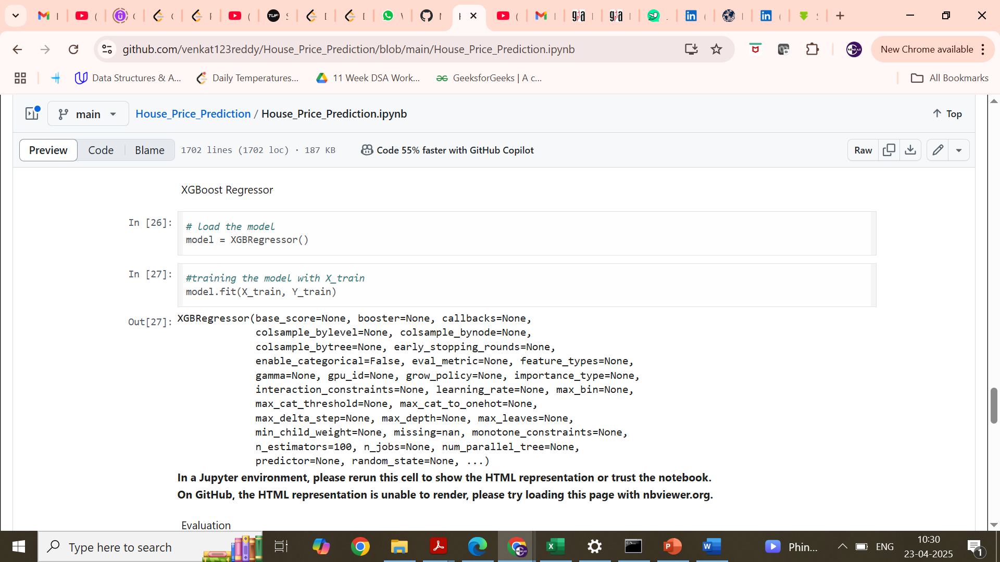 github.com/venkat123reddy/House_Price_Prediction/blob/main/House_Price_Prediction.ipynb
New Chrome available
Data Structures & A...
Daily Temperatures...
11 Week DSA Work...
GeeksforGeeks | A c...
All Bookmarks
main
House_Price_Prediction / House_Price_Prediction.ipynb
Top
Preview
Code
Blame
1702 lines (1702 loc) · 187 KB
Code 55% faster with GitHub Copilot
Raw
XGBoost Regressor
In [26]:
# load the model
model = XGBRegressor()
In [27]:
#training the model with X_train
model.fit(X_train, Y_train)
Out[27]:
XGBRegressor(base_score=None, booster=None, callbacks=None,
colsample_bylevel=None, colsample_bynode=None,
colsample_bytree=None, early_stopping_rounds=None,
enable_categorical=False, eval_metric=None, feature_types=None,
gamma=None, gpu_id=None, grow_policy=None, importance_type=None,
interaction_constraints=None, learning_rate=None, max_bin=None,
max_cat_threshold=None, max_cat_to_onehot=None,
max_delta_step=None, max_depth=None, max_leaves=None,
min_child_weight=None, missing=nan, monotone_constraints=None,
n_estimators=100, n_jobs=None, num_parallel_tree=None,
predictor=None, random_state=None, ...)
In a Jupyter environment, please rerun this cell to show the HTML representation or trust the notebook.
On GitHub, the HTML representation is unable to render, please try loading this page with nbviewer.org.
Evaluation
Type here to search
Phin...
ENG
10:30
23-04-2025
1